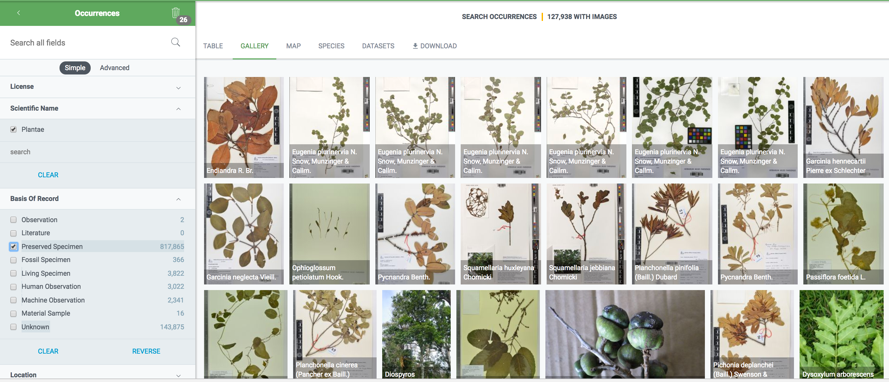 Occurrences
26
SEARCH OCCURRENCES | 127,938 WITH IMAGES
Search all fields
Simple
Advanced
TABLE
GALLERY
MAP
SPECIES
DATASETS
DOWNLOAD
License
Scientific Name
Plantae
search
CLEAR
Basis Of Record
Observation 2
Literature 0
Preserved Specimen 817,865
Fossil Specimen 366
Living Specimen 3,822
Human Observation 3,022
Machine Observation 2,341
Material Sample 16
Unknown 143,875
CLEAR
REVERSE
Location
Endiandra R. Br.
Eugenia plurinervia N.
Snow, Munzinger &
Callm.
Eugenia plurinervia N.
Snow, Munzinger &
Callm.
Eugenia plurinervia N.
Snow, Munzinger &
Callm.
Eugenia plurinervia N.
Snow, Munzinger &
Callm.
Eugenia plurinervia N.
Snow, Munzinger &
Callm.
Eugenia plurinervia N.
Snow, Munzinger &
Callm.
Garcinia hennecartii
Pierre ex Schlechter
Garcinia neglecta Vieill.
Ophioglossum
petiolatum Hook.
Pycnandra Benth.
Squamellaria huxleyana
Chomicki
Squamellaria jebbiana
Chomicki
Planchonella pinifolia
(Baill.) Dubard
Pycnandra Benth.
Passiflora foetida L.
Planchonella cinerea
(Pancher ex Baill.)
Diospyros
Pichonia deplanchei
(Baill.) Swenson &
Dysoxylum arborescens